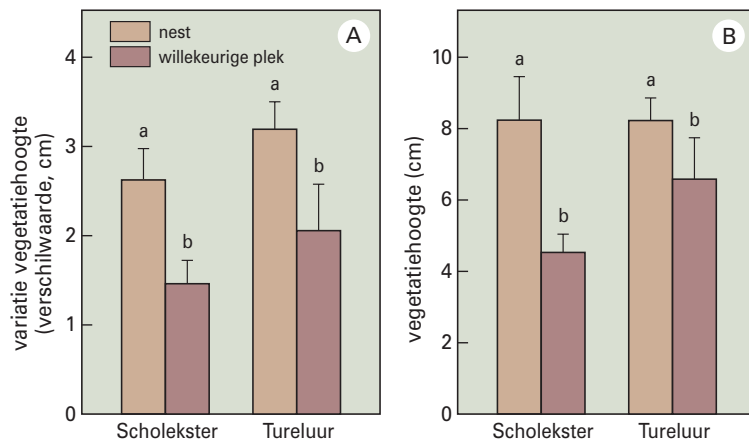 nest
willekeurige plek
A
variatie vegetatiehoogte
(verschilwaarde, cm)
4
3
2
1
0
a
b
a
b
Scholekster
Tureluur
B
vegetatiehoogte (cm)
10
8
6
4
2
0
a
b
a
b
Scholekster
Tureluur